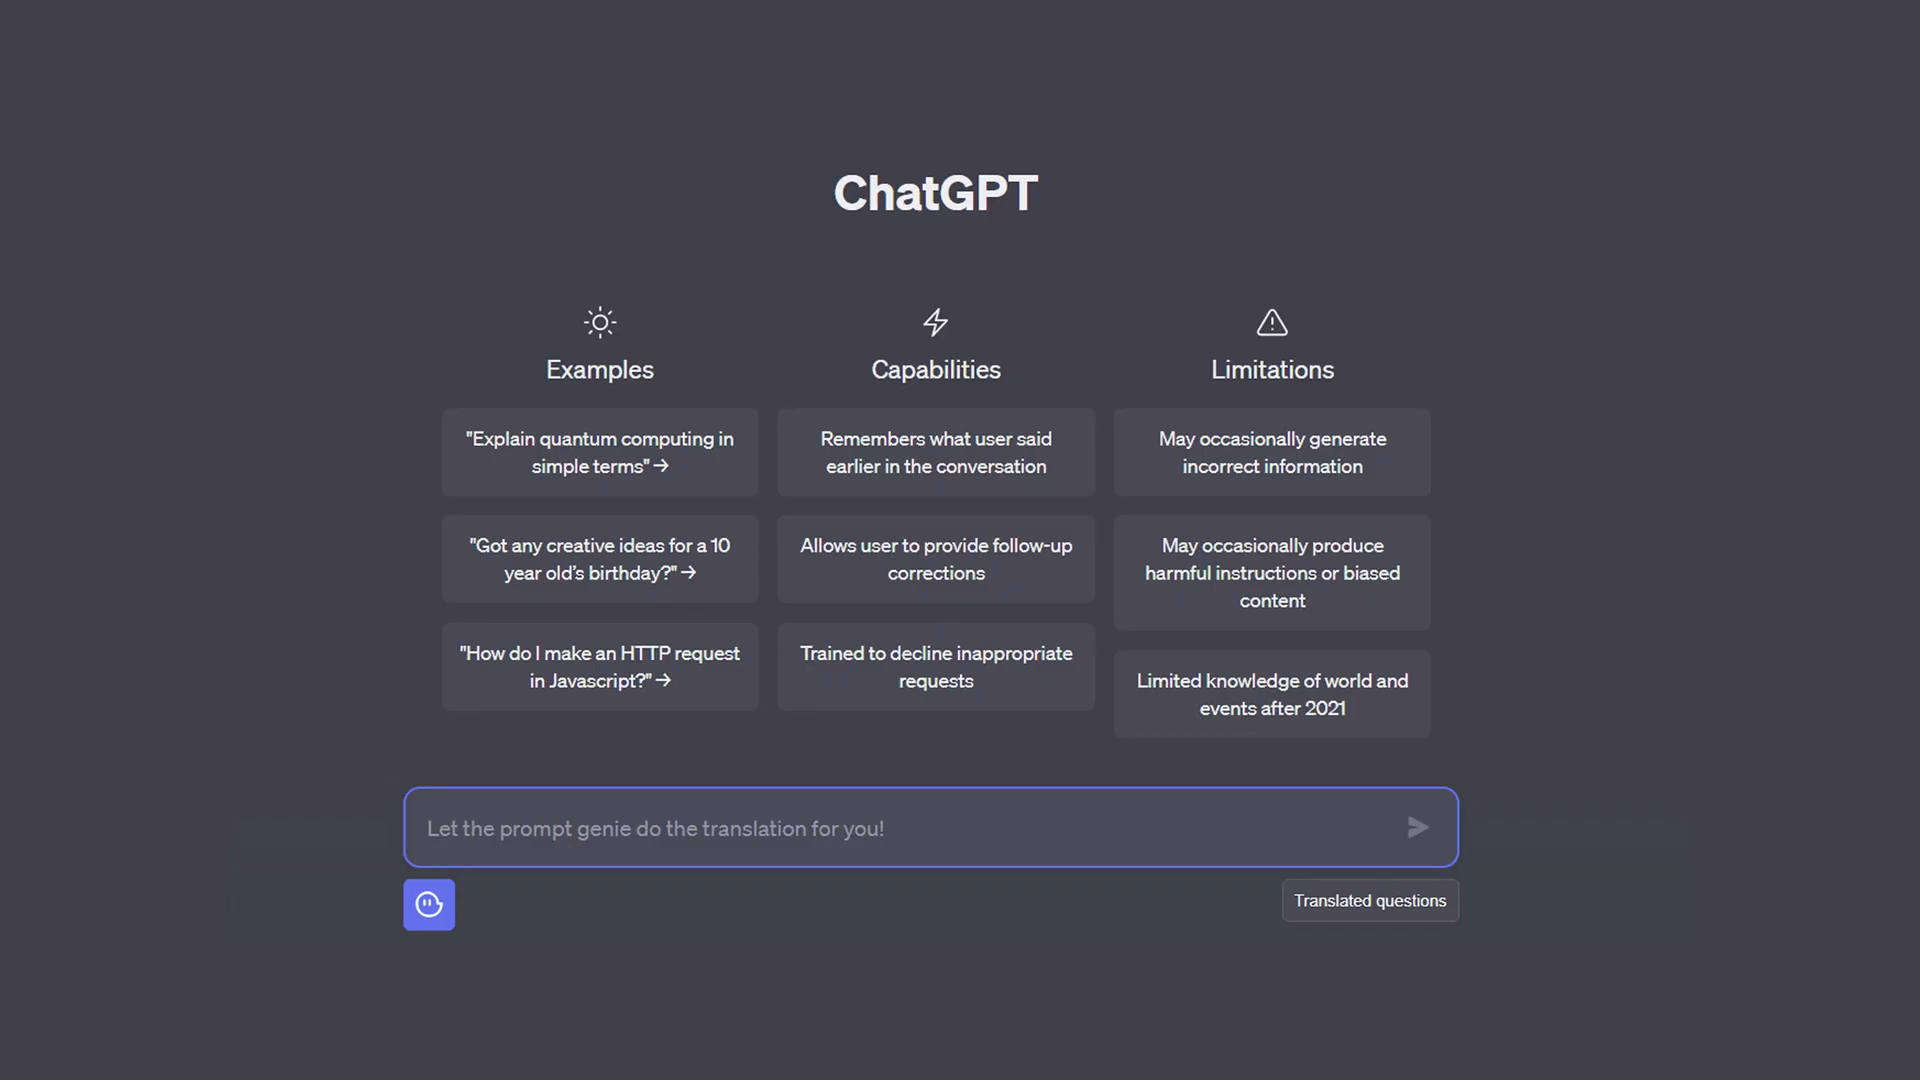 ChatGPT
Examples
"Explain quantum computing in
simple terms" →
"Got any creative ideas for a 10
year old’s birthday?" →
"How do I make an HTTP request
in Javascript?" →
Capabilities
Remembers what user said
earlier in the conversation
Allows user to provide follow-up
corrections
Trained to decline inappropriate
requests
Limitations
May occasionally generate
incorrect information
May occasionally produce
harmful instructions or biased
content
Limited knowledge of world and
events after 2021
Let the prompt genie do the translation for you!
Translated questions